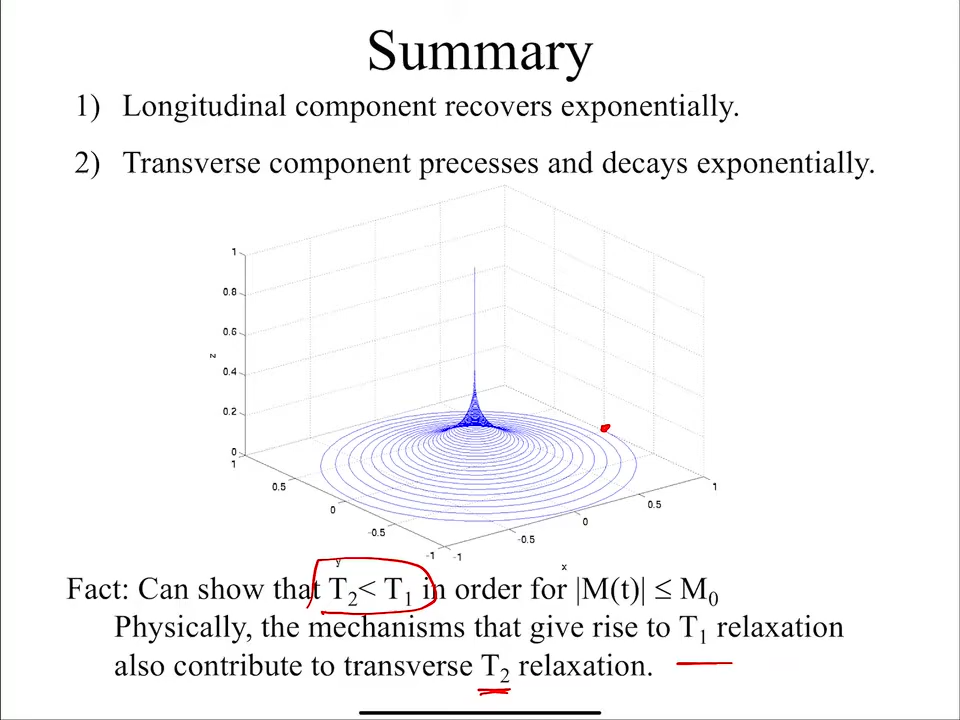 Summary
1) Longitudinal component recovers exponentially.
2) Transverse component precesses and decays exponentially.
1
0.8
0.6
0.4
0.2
0
z
1
0.5
0
-0.5
-1
y
-1
-0.5
0
0.5
1
x
Fact: Can show that T₂< T₁ in order for |M(t)| ≤ M₀
Physically, the mechanisms that give rise to T₁ relaxation
also contribute to transverse T₂ relaxation.